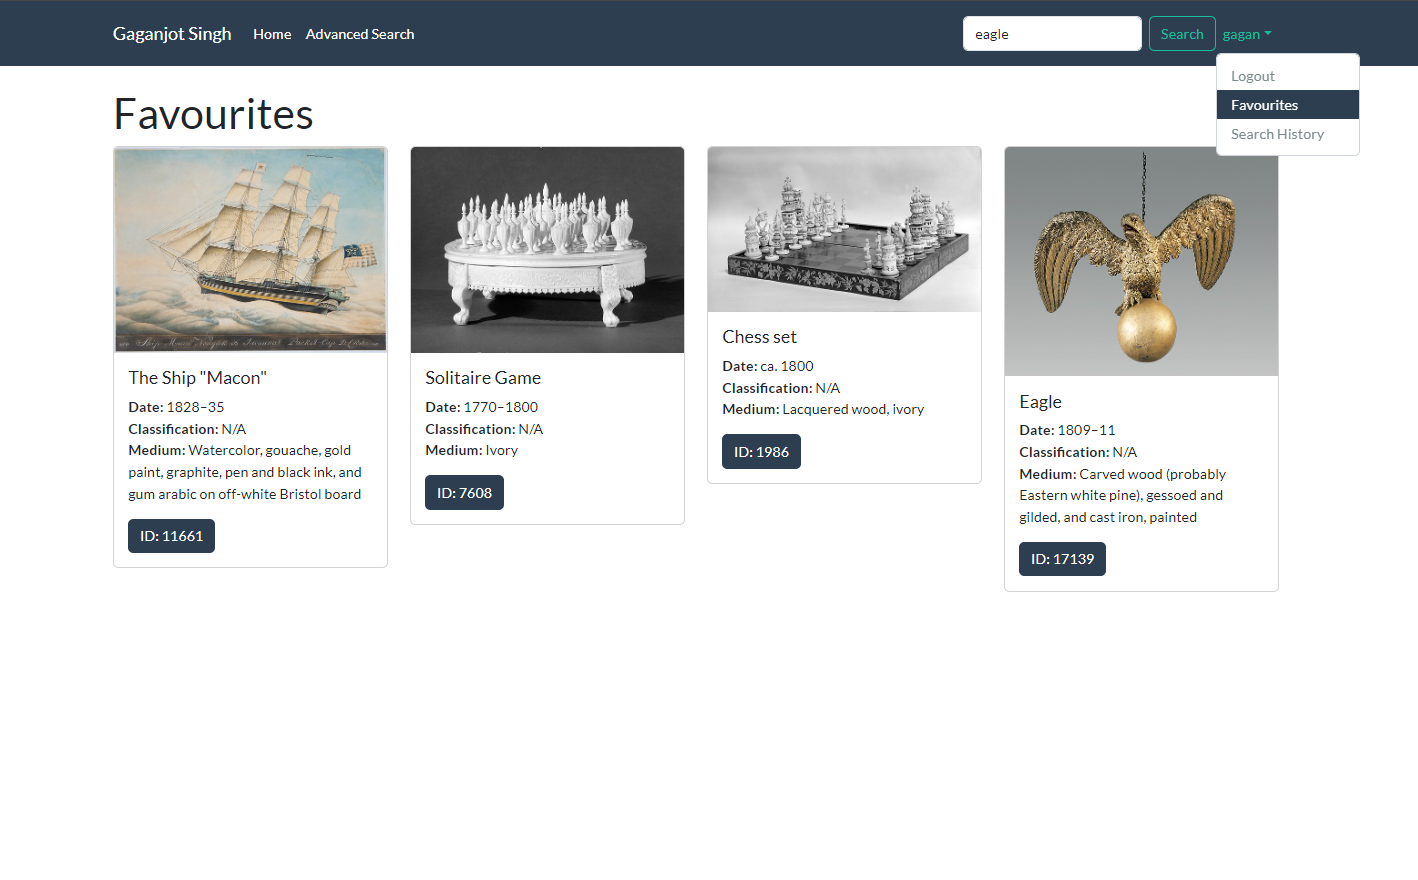 Gaganjot Singh Home Advanced Search eagle Search gagan
Logout
Favourites
Search History
Favourites
The Ship "Macon"
Date: 1828–35
Classification: N/A
Medium: Watercolor, gouache, gold
paint, graphite, pen and black ink, and
gum arabic on off-white Bristol board
ID: 11661
Solitaire Game
Date: 1770–1800
Classification: N/A
Medium: Ivory
ID: 7608
Chess set
Date: ca. 1800
Classification: N/A
Medium: Lacquered wood, ivory
ID: 1986
Eagle
Date: 1809–11
Classification: N/A
Medium: Carved wood (probably
Eastern white pine), gessoed and
gilded, and cast iron, painted
ID: 17139